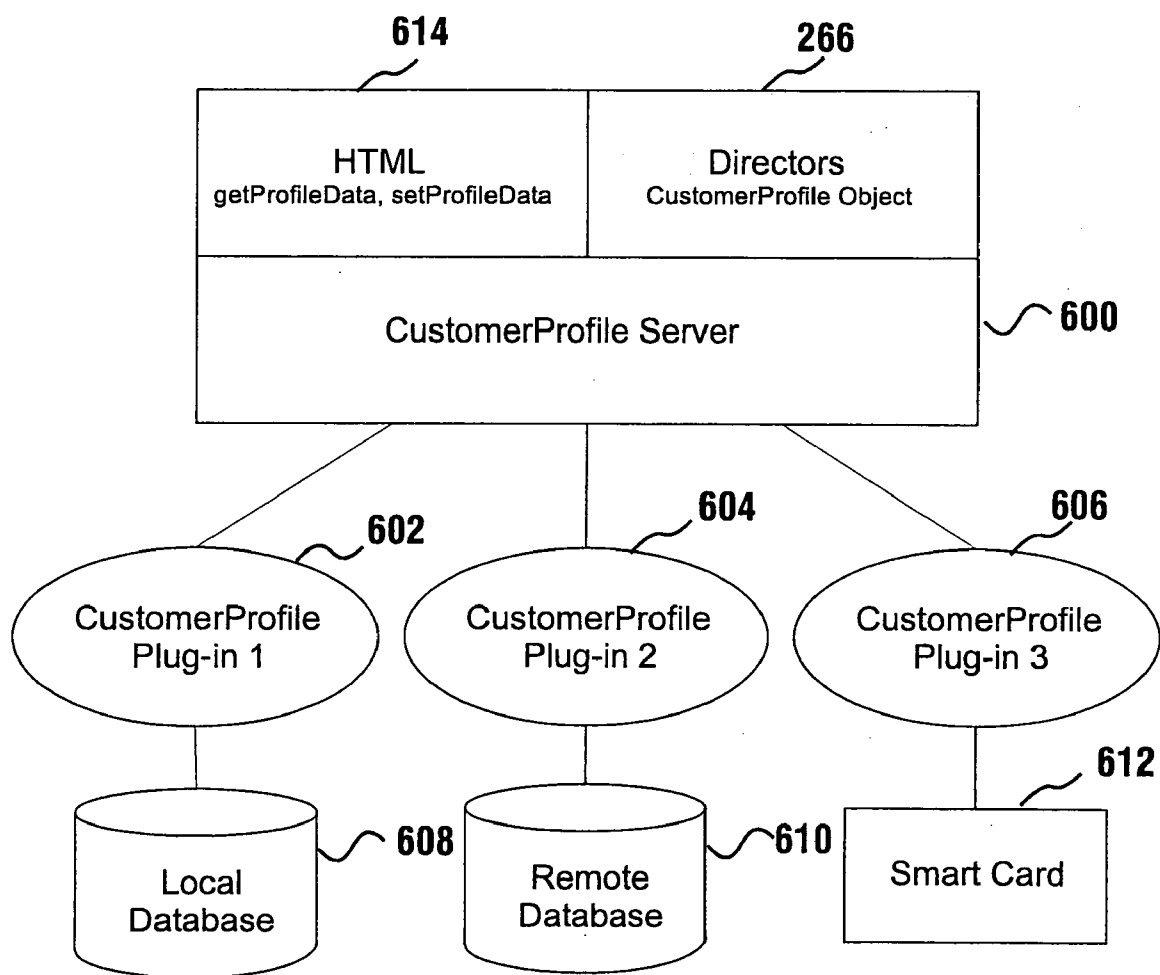 614
266
HTML
getProfileData, setProfileData
Directors
CustomerProfile Object
CustomerProfile Server
600
602
604
606
CustomerProfile
Plug-in 1
CustomerProfile
Plug-in 2
CustomerProfile
Plug-in 3
612
608
610
Local
Database
Remote
Database
Smart Card